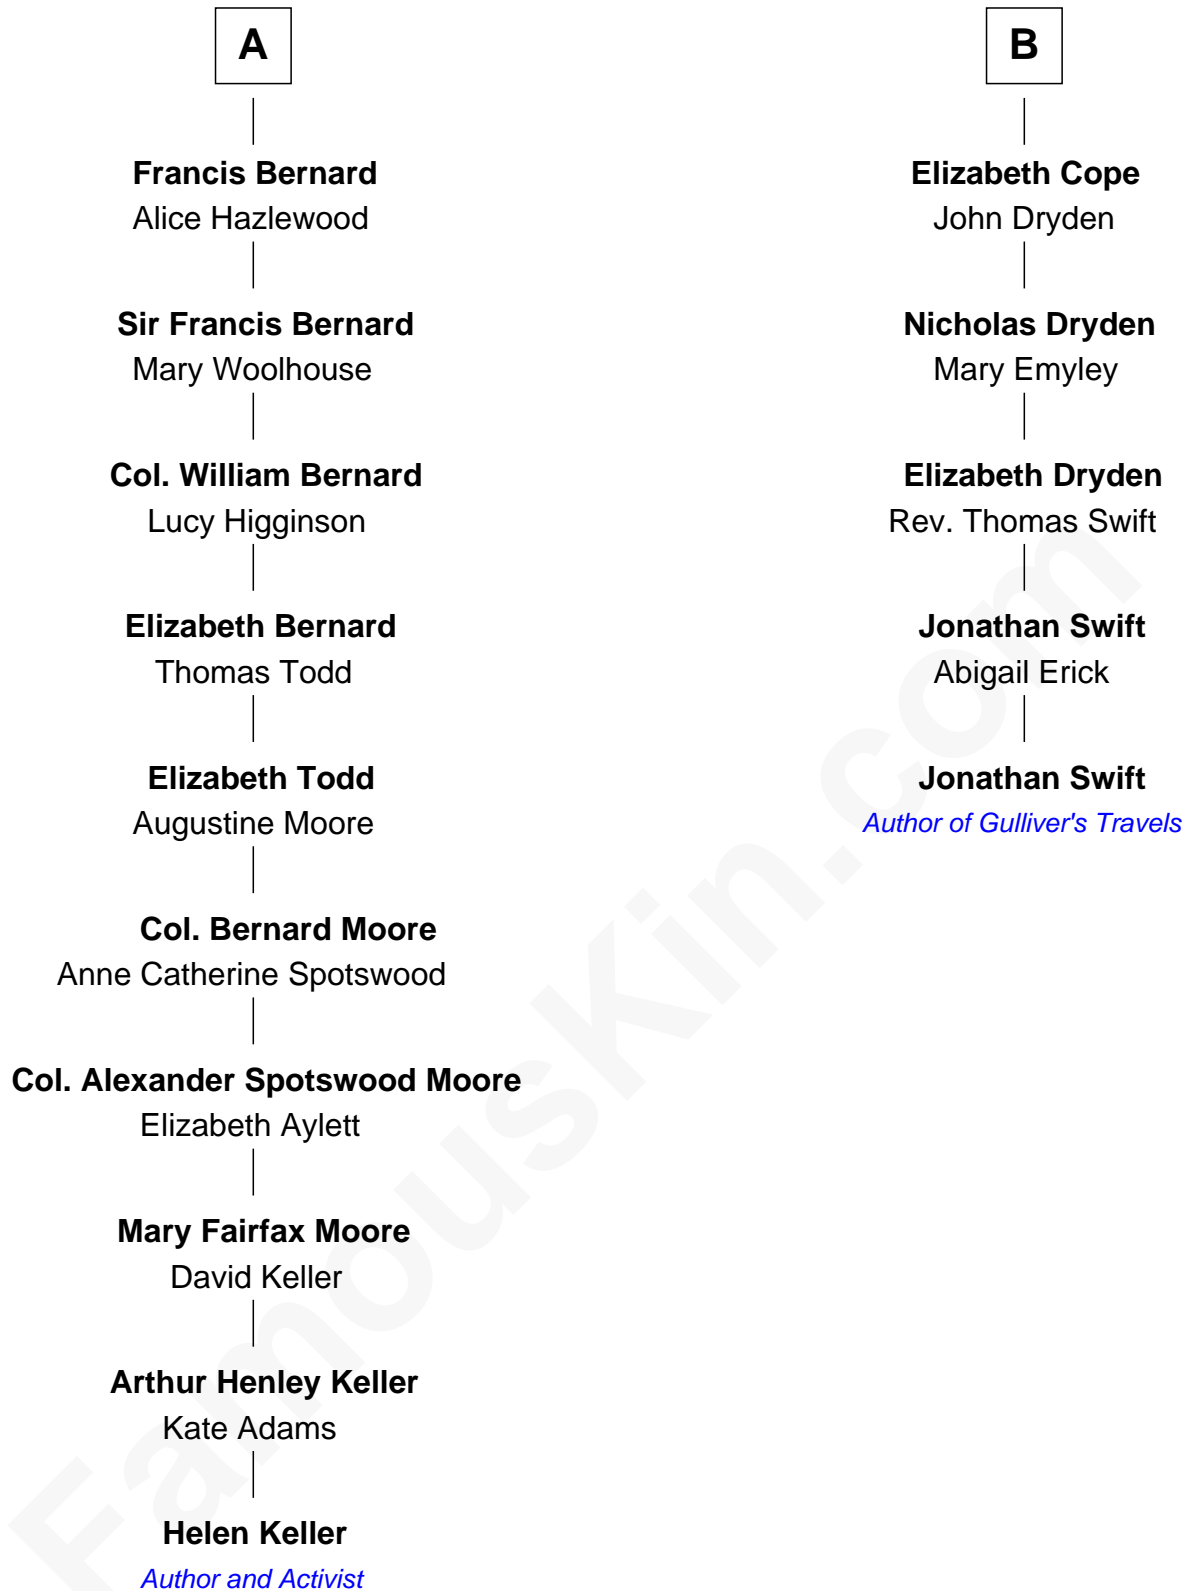 A
Francis Bernard
Alice Hazlewood
Sir Francis Bernard
Mary Woolhouse
Col. William Bernard
Lucy Higginson
Elizabeth Bernard
Thomas Todd
Elizabeth Todd
Augustine Moore
Col. Bernard Moore
Anne Catherine Spotswood
Col. Alexander Spotswood Moore
Elizabeth Aylett
Mary Fairfax Moore
David Keller
Arthur Henley Keller
Kate Adams
Helen Keller
Author and Activist
B
Elizabeth Cope
John Dryden
Nicholas Dryden
Mary Emyley
Elizabeth Dryden
Rev. Thomas Swift
Jonathan Swift
Abigail Erick
Jonathan Swift
Author of Gulliver's Travels
FamousKin.com